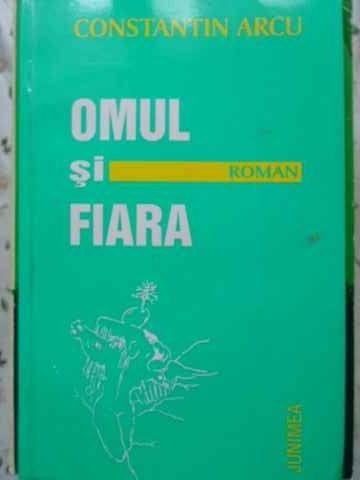 CONSTANTIN ARCU
OMUL
şi
ROMAN
FIARA
JUNIMEA